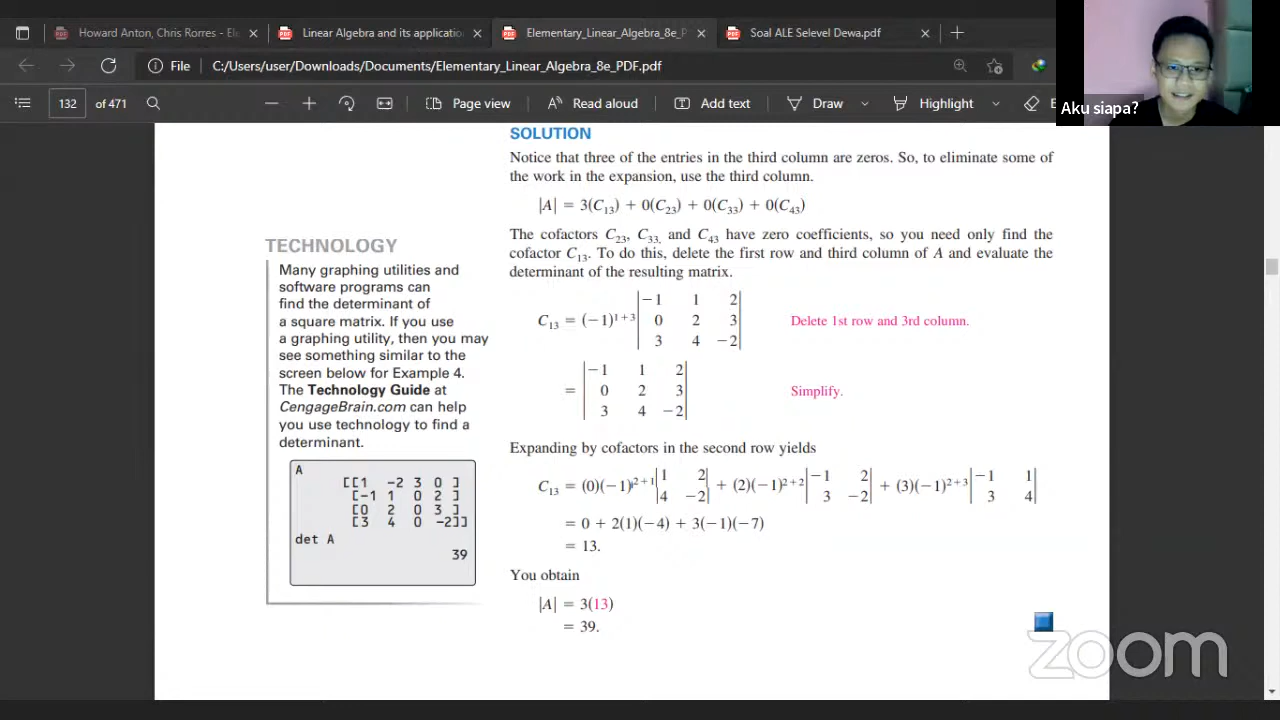 Howard Anton, Chris Rorres - El
Linear Algebra and its application
Elementary_Linear_Algebra_8e_P
Soal ALE Selevel Dewa.pdf
File
C:/Users/user/Downloads/Documents/Elementary_Linear_Algebra_8e_PDF.pdf
132 of 471
Page view
Read aloud
Add text
Draw
Highlight
E
Aku siapa?
SOLUTION
Notice that three of the entries in the third column are zeros. So, to eliminate some of
the work in the expansion, use the third column.
|A| = 3(C₁₃) + 0(C₂₃) + 0(C₃₃) + 0(C₄₃)
The cofactors C₂₃, C₃₃, and C₄₃ have zero coefficients, so you need only find the
cofactor C₁₃. To do this, delete the first row and third column of A and evaluate the
determinant of the resulting matrix.
−1 1 2
C₁₃ = (−1)¹⁺³ 0 2 3 Delete 1st row and 3rd column.
3 4 −2
−1 1 2
= 0 2 3 Simplify.
3 4 −2
Expanding by cofactors in the second row yields
C₁₃ = (0)(−1)²⁺¹ |1 2; 4 −2| + (2)(−1)²⁺² |−1 2; 3 −2| + (3)(−1)²⁺³ |−1 1; 3 4|
= 0 + 2(1)(−4) + 3(−1)(−7)
= 13.
You obtain
|A| = 3(13)
= 39.
TECHNOLOGY
Many graphing utilities and
software programs can
find the determinant of
a square matrix. If you use
a graphing utility, then you may
see something similar to the
screen below for Example 4.
The Technology Guide at
CengageBrain.com can help
you use technology to find a
determinant.
A
[[1 -2 3 0 ]
[-1 1 0 2 ]
[0 2 0 3 ]
[3 4 0 -2]]
det A
39
zoom